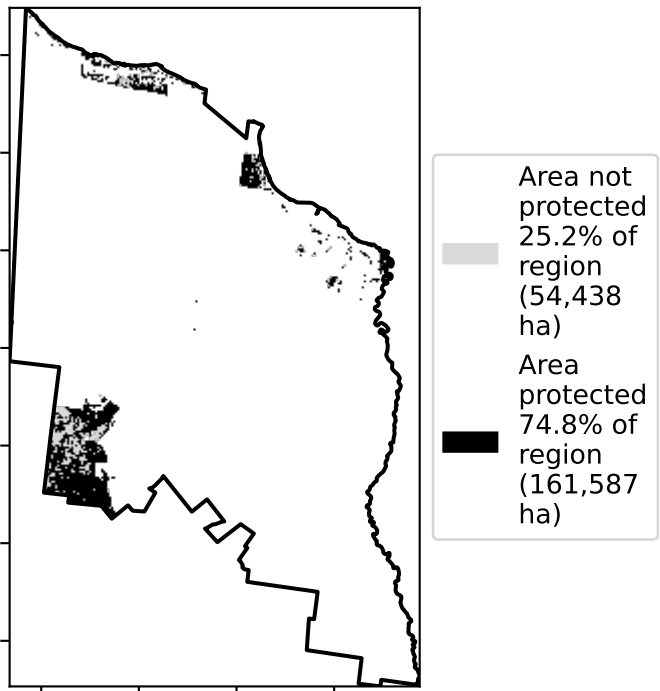 Area not
protected
25.2% of
region
(54,438
ha)
Area
protected
74.8% of
region
(161,587
ha)